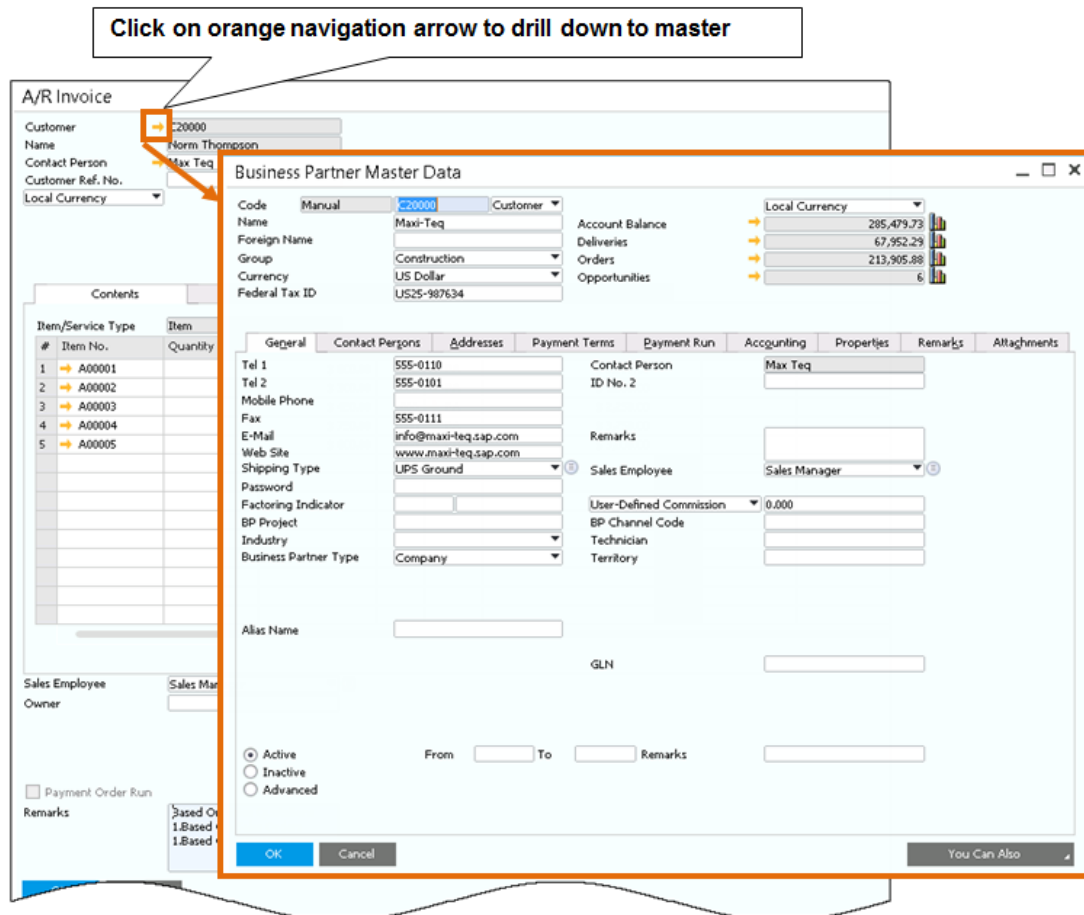 Click on orange navigation arrow to drill down to master
A/R Invoice
Customer C20000
Name Norm Thompson
Contact Person Max Teq
Customer Ref. No.
Local Currency
Contents
Item/Service Type Item
# Item No. Quantity
1 A00001
2 A00002
3 A00003
4 A00004
5 A00005
Sales Employee
Owner
Payment Order Run
Remarks Based
1.Based
1.Based
Business Partner Master Data
Code Manual C20000 Customer Local Currency
Name Maxi-Teq Account Balance 285,479.73
Foreign Name Deliveries 67,952.29
Group Construction Orders 213,905.88
Currency US Dollar Opportunities 6
Federal Tax ID US25-987634
General Contact Persons Addresses Payment Terms Payment Run Accounting Properties Remarks Attachments
Tel 1 555-0110 Contact Person Max Teq
Tel 2 555-0101 ID No. 2
Mobile Phone
Fax 555-0111
E-Mail info@maxi-teq.sap.com Remarks
Web Site www.maxi-teq.sap.com
Shipping Type UPS Ground Sales Employee Sales Manager
Password
Factoring Indicator User-Defined Commission 0.000
BP Project BP Channel Code
Industry Technician
Business Partner Type Company Territory
Alias Name
GLN
Active From To Remarks
Inactive
Advanced
OK Cancel You Can Also